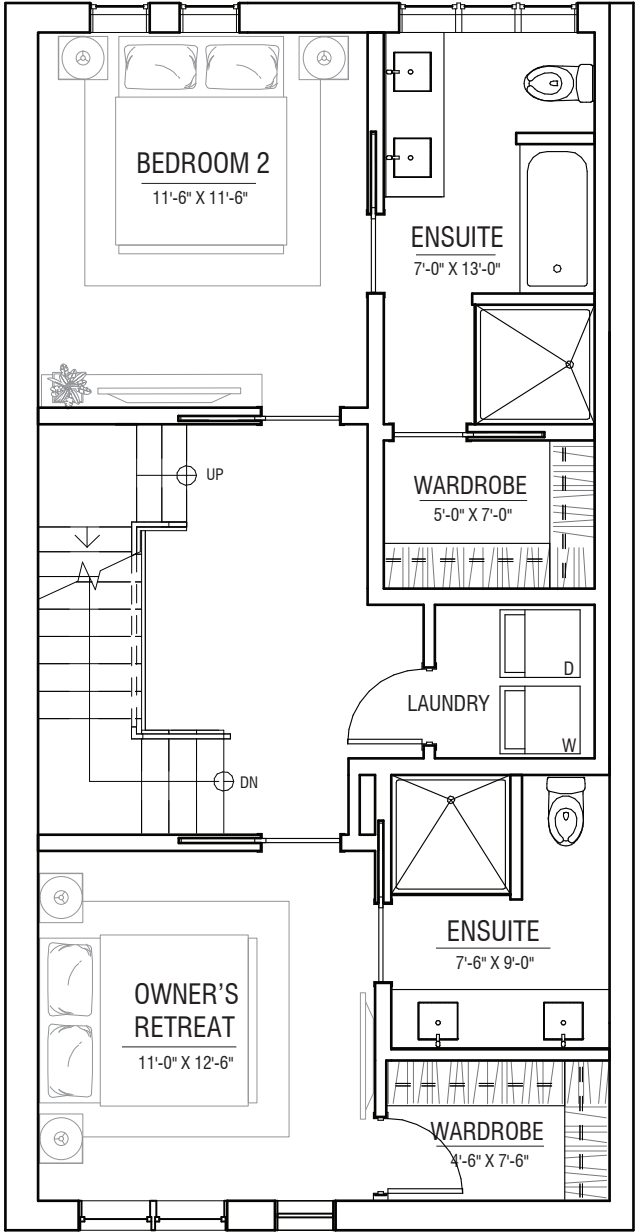 BEDROOM 2
11'-6" X 11'-6"
ENSUITE
7'-0" X 13'-0"
UP
WARDROBE
5'-0" X 7'-0"
D
LAUNDRY
W
DN
ENSUITE
7'-6" X 9'-0"
OWNER'S
RETREAT
11'-0" X 12'-6"
WARDROBE
4'-6" X 7'-6"